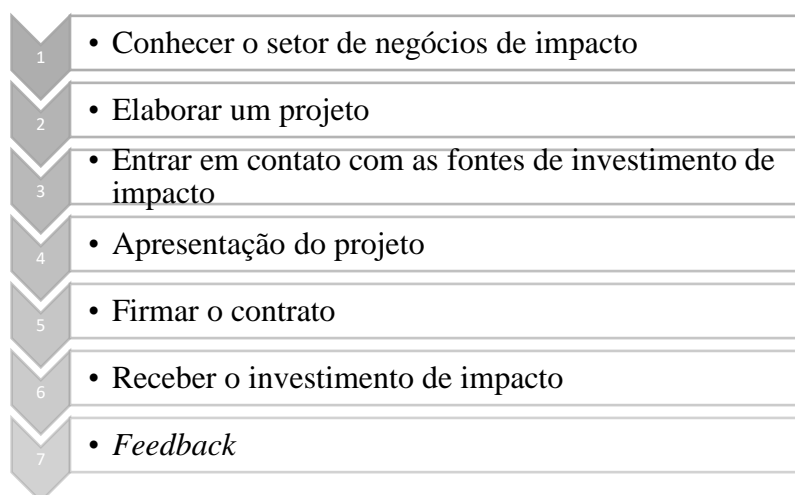 1
• Conhecer o setor de negócios de impacto
2
• Elaborar um projeto
3
• Entrar em contato com as fontes de investimento de
impacto
4
• Apresentação do projeto
5
• Firmar o contrato
6
• Receber o investimento de impacto
7
• Feedback